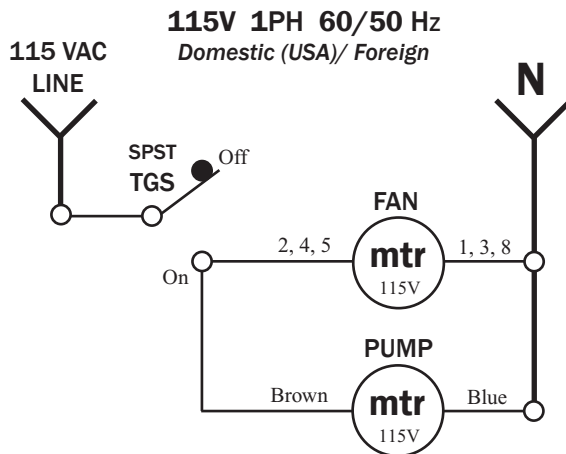 115V 1PH 60/50 Hz
Domestic (USA)/ Foreign
115 VAC
LINE
N
SPST
TGS
Off
FAN
On
2, 4, 5
mtr
115V
1, 3, 8
PUMP
Brown
mtr
115V
Blue